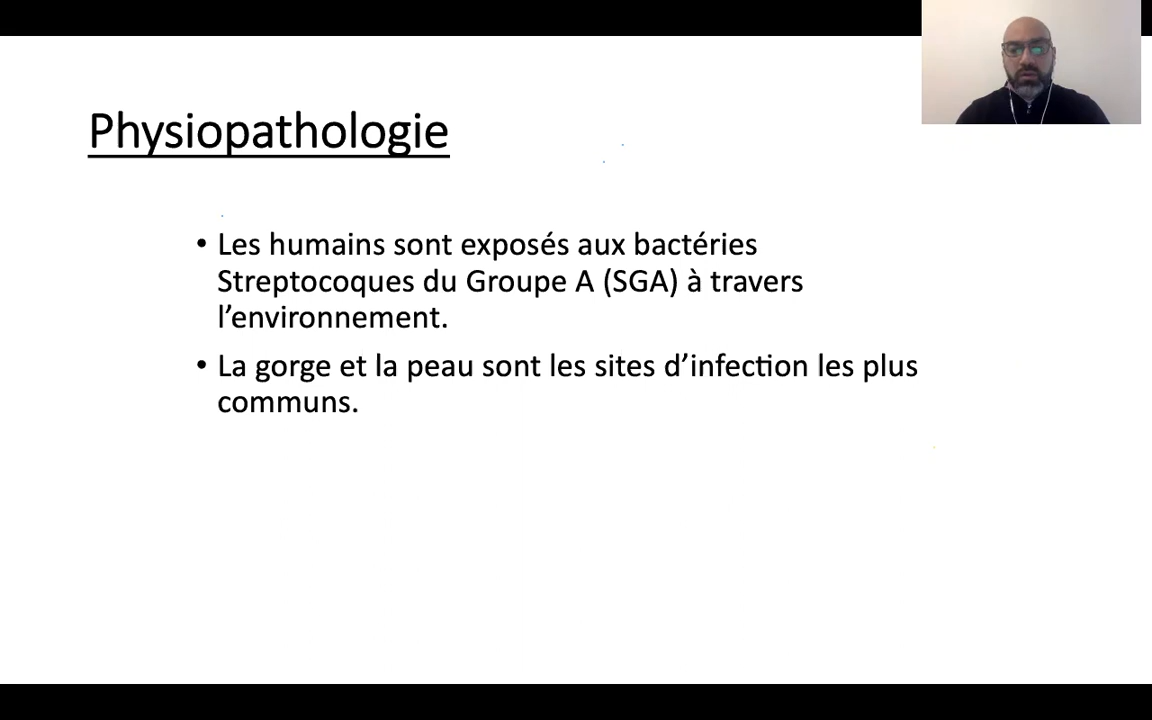 Physiopathologie
• Les humains sont exposés aux bactéries
Streptocoques du Groupe A (SGA) à travers
l’environnement.
• La gorge et la peau sont les sites d’infection les plus
communs.